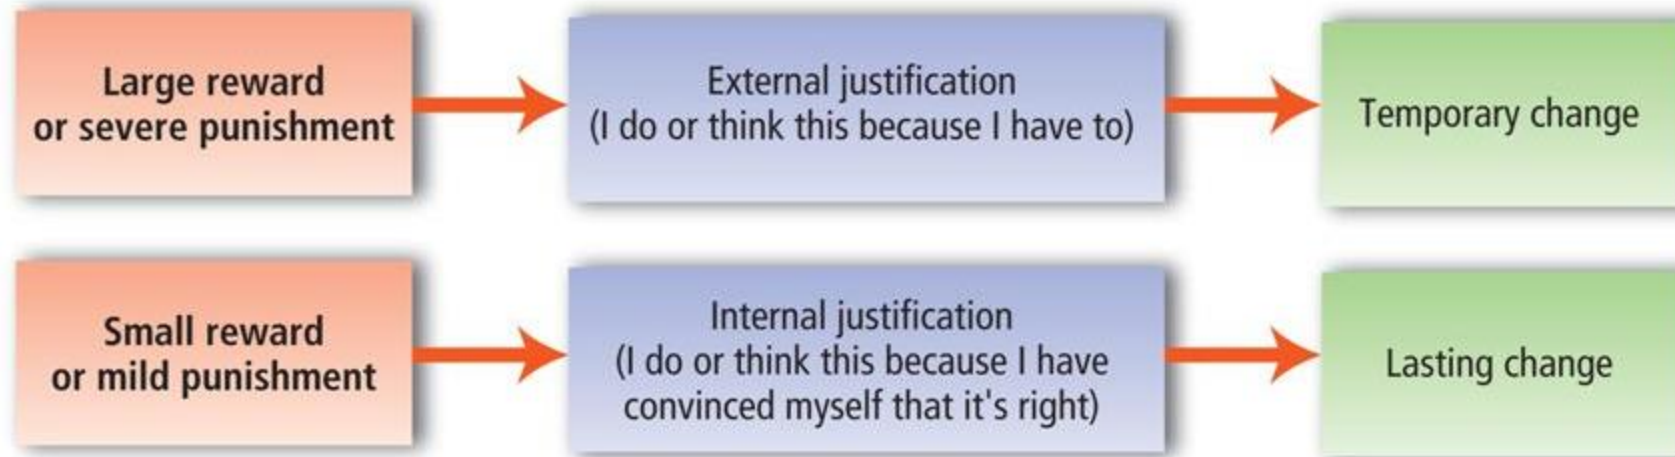 Large reward
or severe punishment
External justification
(I do or think this because I have to)
Temporary change
Small reward
or mild punishment
Internal justification
(I do or think this because I have
convinced myself that it's right)
Lasting change